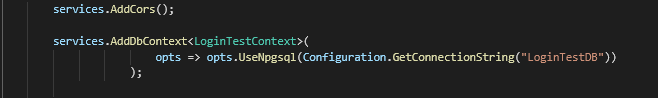 services.AddCors();
services.AddDbContext<LoginTestContext>(
opts => opts.UseNpgsql(Configuration.GetConnectionString("LoginTestDB"))
);